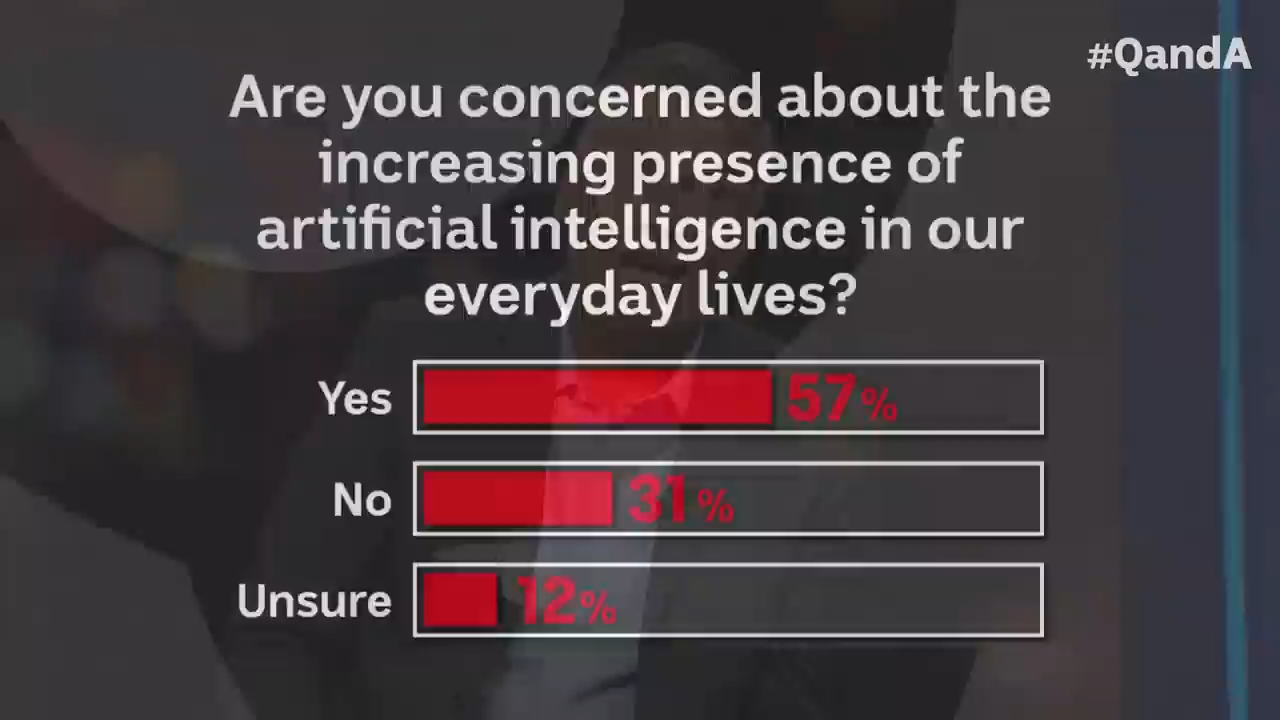 #QandA
Are you concerned about the
increasing presence of
artificial intelligence in our
everyday lives?
Yes 57%
No 31%
Unsure 12%